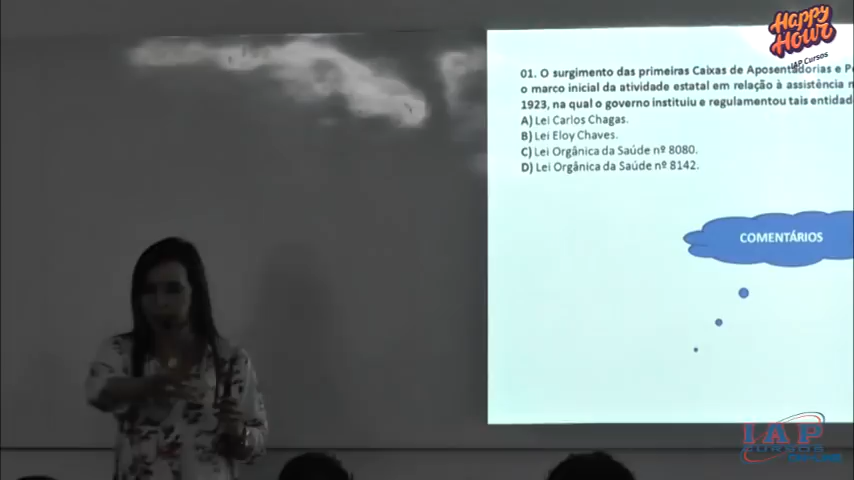 Happy
Hour
IAP Cursos
01. O surgimento das primeiras Caixas de Aposentadorias e P
o marco inicial da atividade estatal em relação à assistência
1923, na qual o governo instituiu e regulamentou tais entidad
A) Lei Carlos Chagas.
B) Lei Eloy Chaves.
C) Lei Orgânica da Saúde nº 8080.
D) Lei Orgânica da Saúde nº 8142.
COMENTÁRIOS
IAP
CURSOS